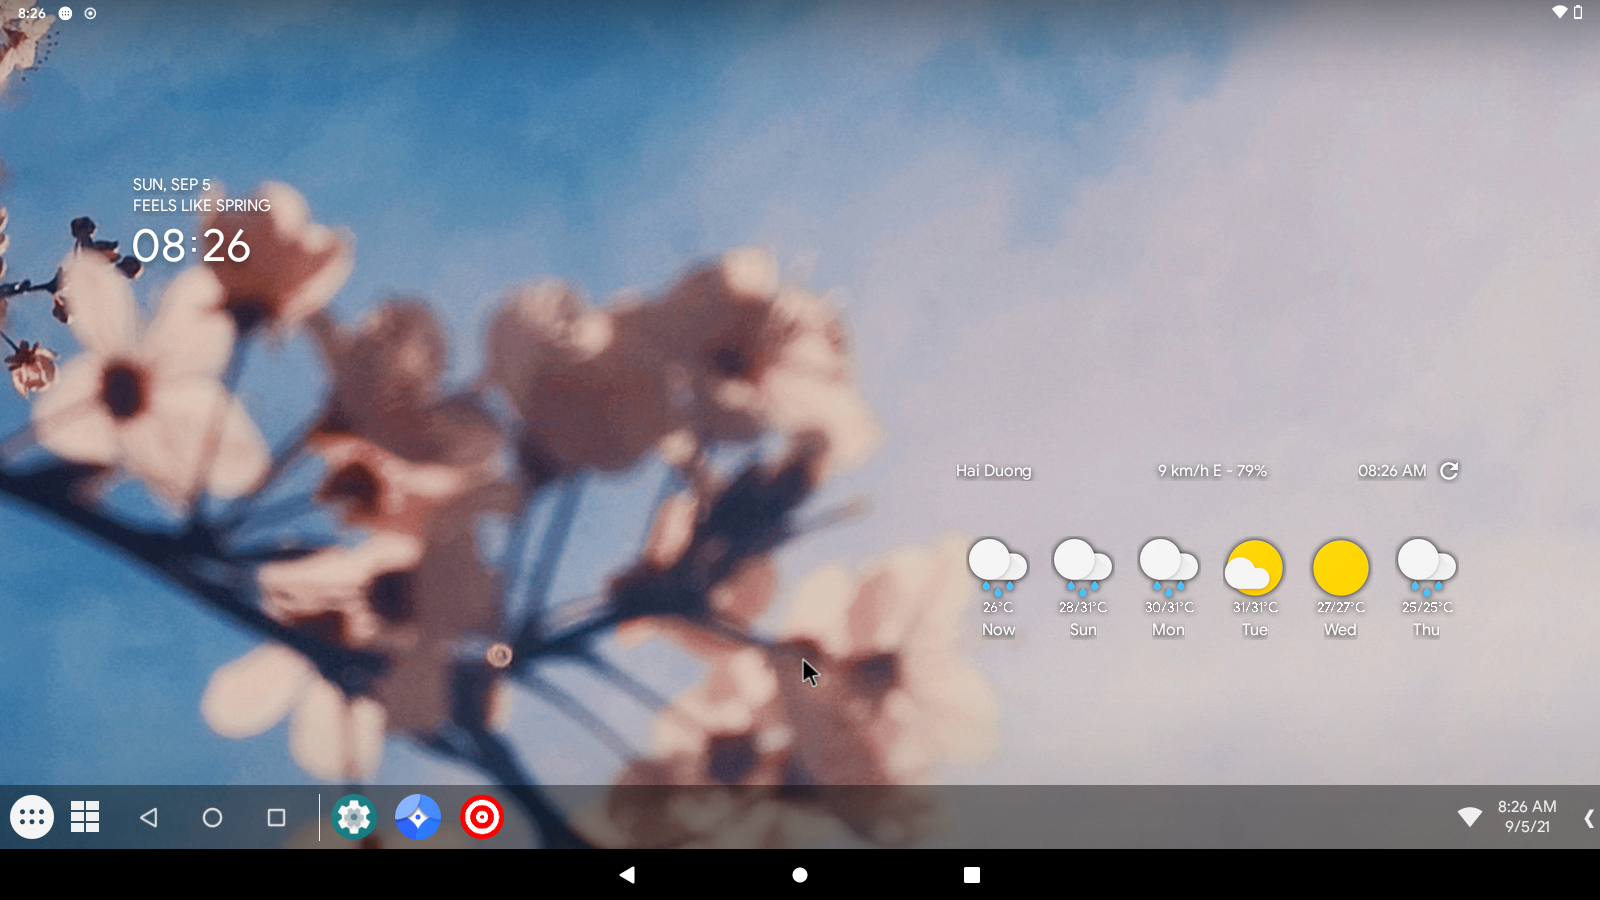 8:26
SUN, SEP 5
FEELS LIKE SPRING
08:26
Hai Duong 9 km/h E - 79% 08:26 AM
26°C 28/31°C 30/31°C 31/31°C 27/27°C 25/25°C
Now Sun Mon Tue Wed Thu
8:26 AM
9/5/21